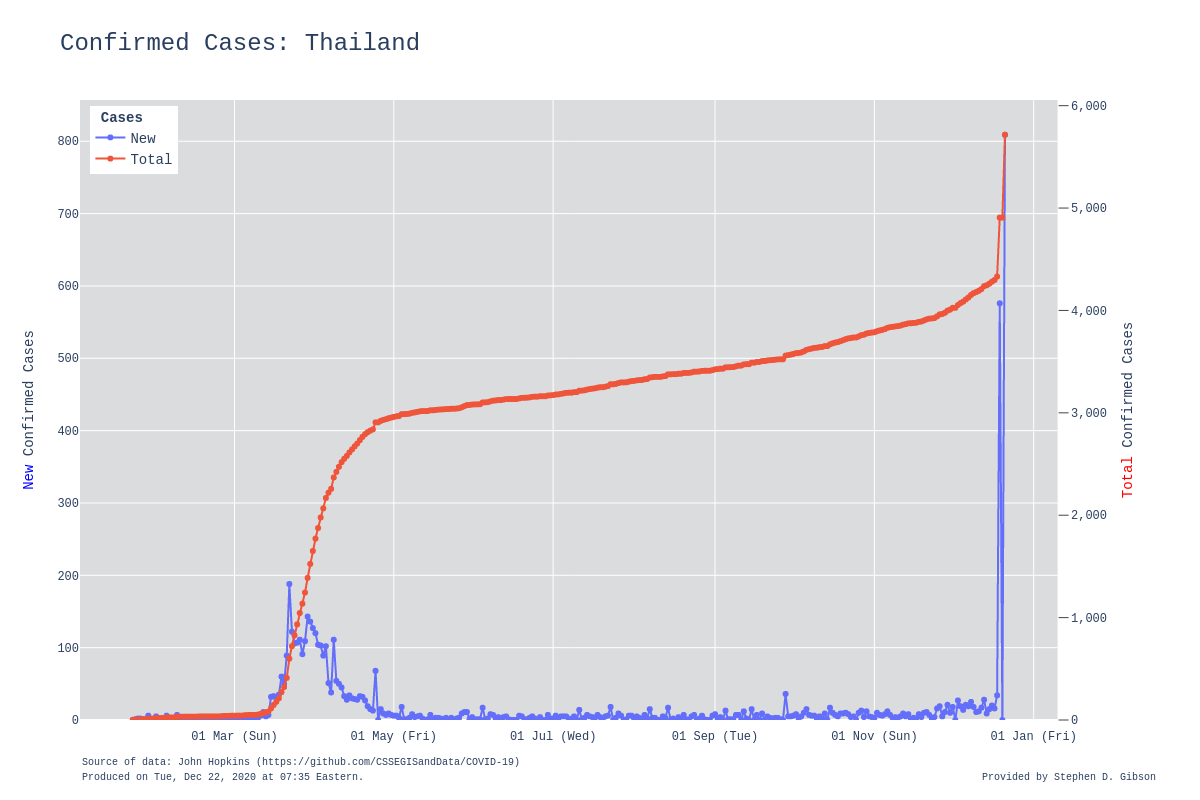 Confirmed Cases: Thailand
Cases
New
Total
800
700
600
500
400
300
200
100
0
6,000
5,000
4,000
3,000
2,000
1,000
0
New Confirmed Cases
Total Confirmed Cases
01 Mar (Sun)
01 May (Fri)
01 Jul (Wed)
01 Sep (Tue)
01 Nov (Sun)
01 Jan (Fri)
Source of data: John Hopkins (https://github.com/CSSEGISandData/COVID-19)
Produced on Tue, Dec 22, 2020 at 07:35 Eastern.
Provided by Stephen D. Gibson